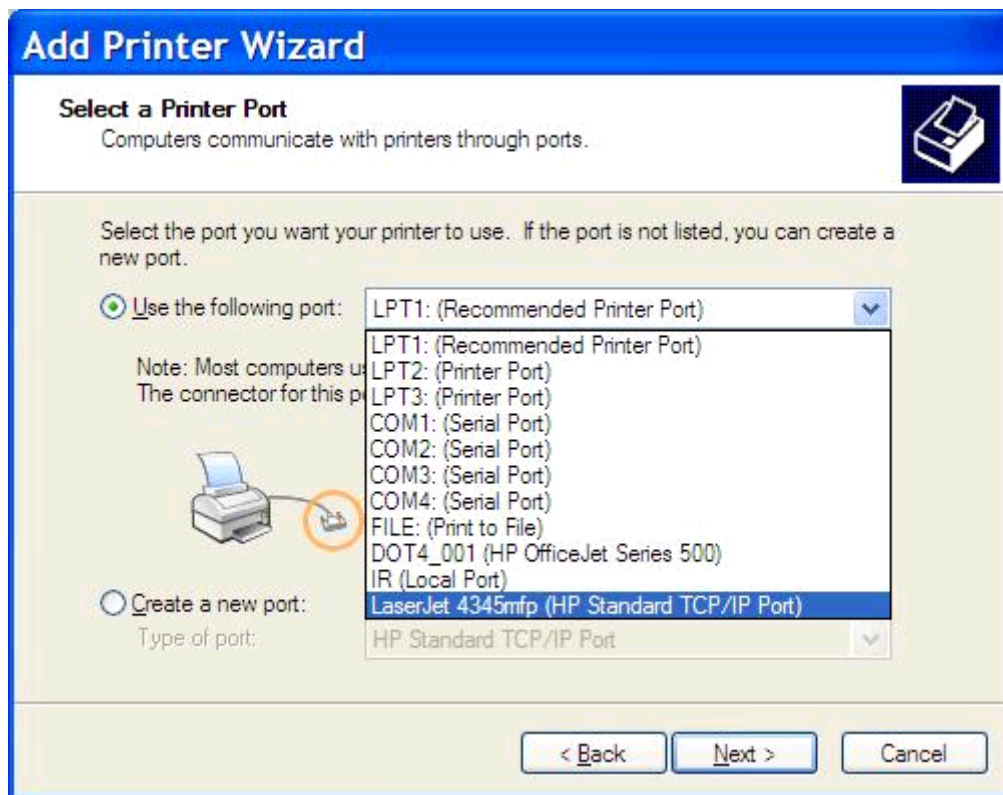 Add Printer Wizard
Select a Printer Port
Computers communicate with printers through ports.
Select the port you want your printer to use. If the port is not listed, you can create a
new port.
Use the following port:
LPT1: (Recommended Printer Port)
LPT1: (Recommended Printer Port)
Note: Most computers
LPT2: (Printer Port)
The connector for this
LPT3: (Printer Port)
COM1: (Serial Port)
COM2: (Serial Port)
COM3: (Serial Port)
COM4: (Serial Port)
FILE: (Print to File)
DOT4_001 (HP OfficeJet Series 500)
IR (Local Port)
Create a new port:
LaserJet 4345mfp (HP Standard TCP/IP Port)
Type of port:
HP Standard TCP/IP Port
< Back
Next >
Cancel